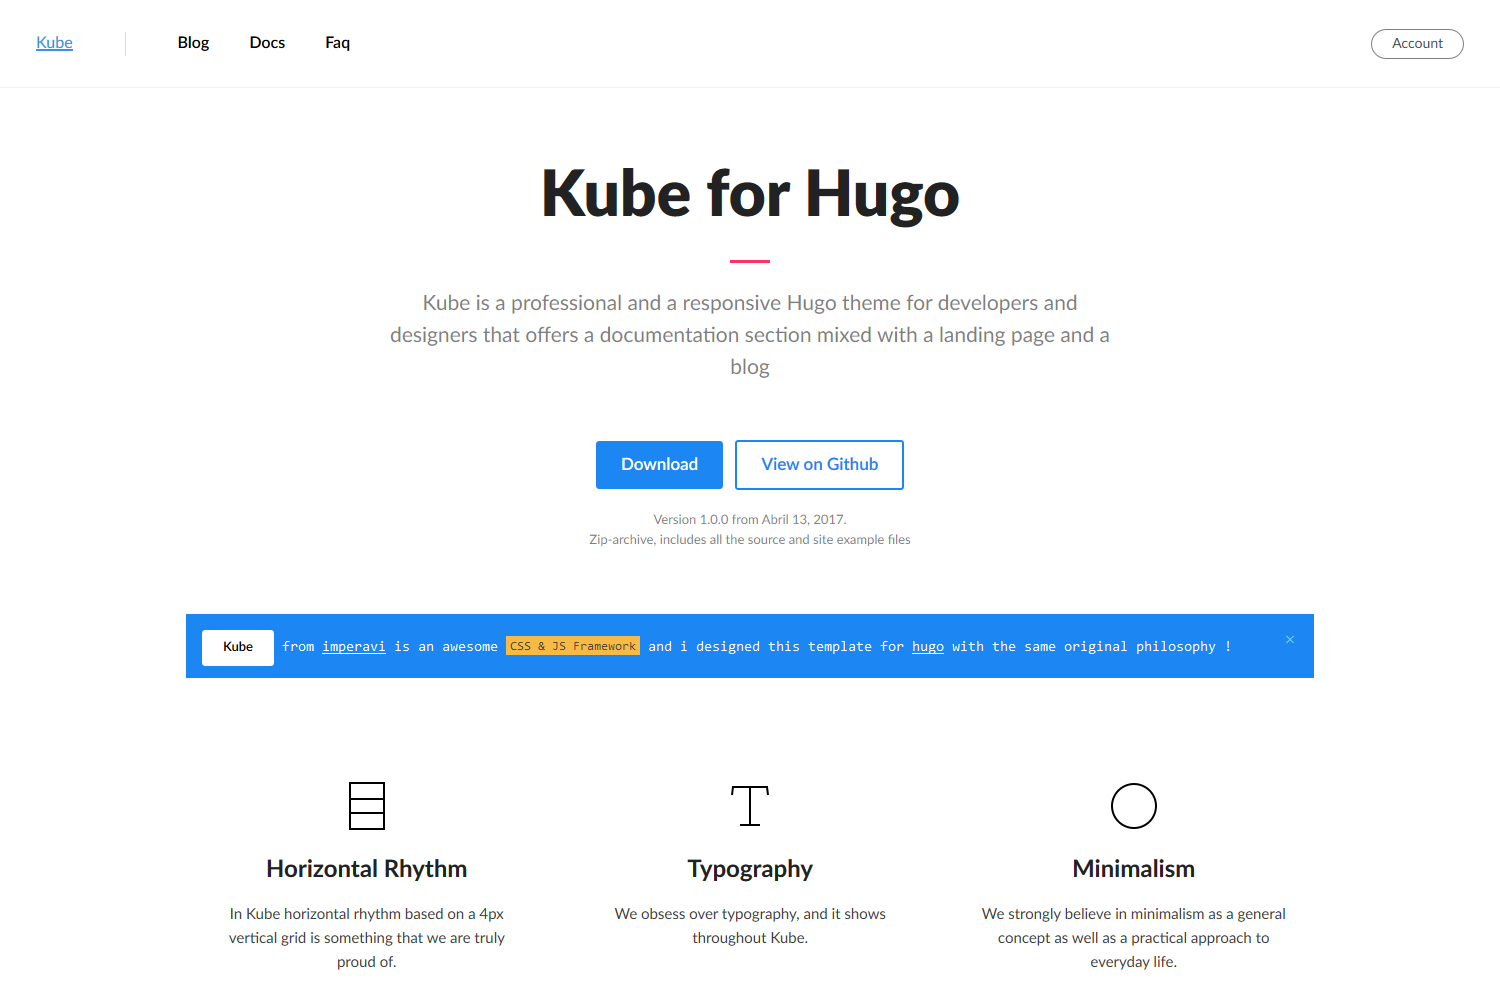 Kube
Blog
Docs
Faq
Account
Kube for Hugo
Kube is a professional and a responsive Hugo theme for developers and
designers that offers a documentation section mixed with a landing page and a
blog
Download
View on Github
Version 1.0.0 from Abril 13, 2017.
Zip-archive, includes all the source and site example files
Kube from imperavi is an awesome CSS & JS Framework and i designed this template for hugo with the same original philosophy !
×
Horizontal Rhythm
In Kube horizontal rhythm based on a 4px
vertical grid is something that we are truly
proud of.
Typography
We obsess over typography, and it shows
throughout Kube.
Minimalism
We strongly believe in minimalism as a general
concept as well as a practical approach to
everyday life.